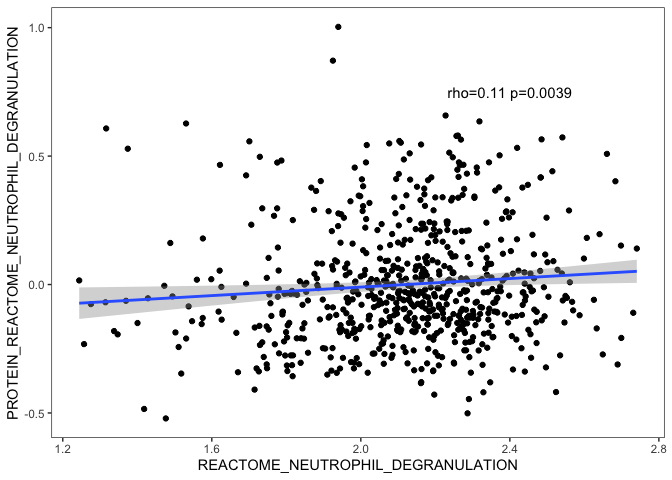 1.0
0.5
0.0
-0.5
PROTEIN_REACTOME_NEUTROPHIL_DEGRANULATION
rho=0.11 p=0.0039
1.2 1.6 2.0 2.4 2.8
REACTOME_NEUTROPHIL_DEGRANULATION